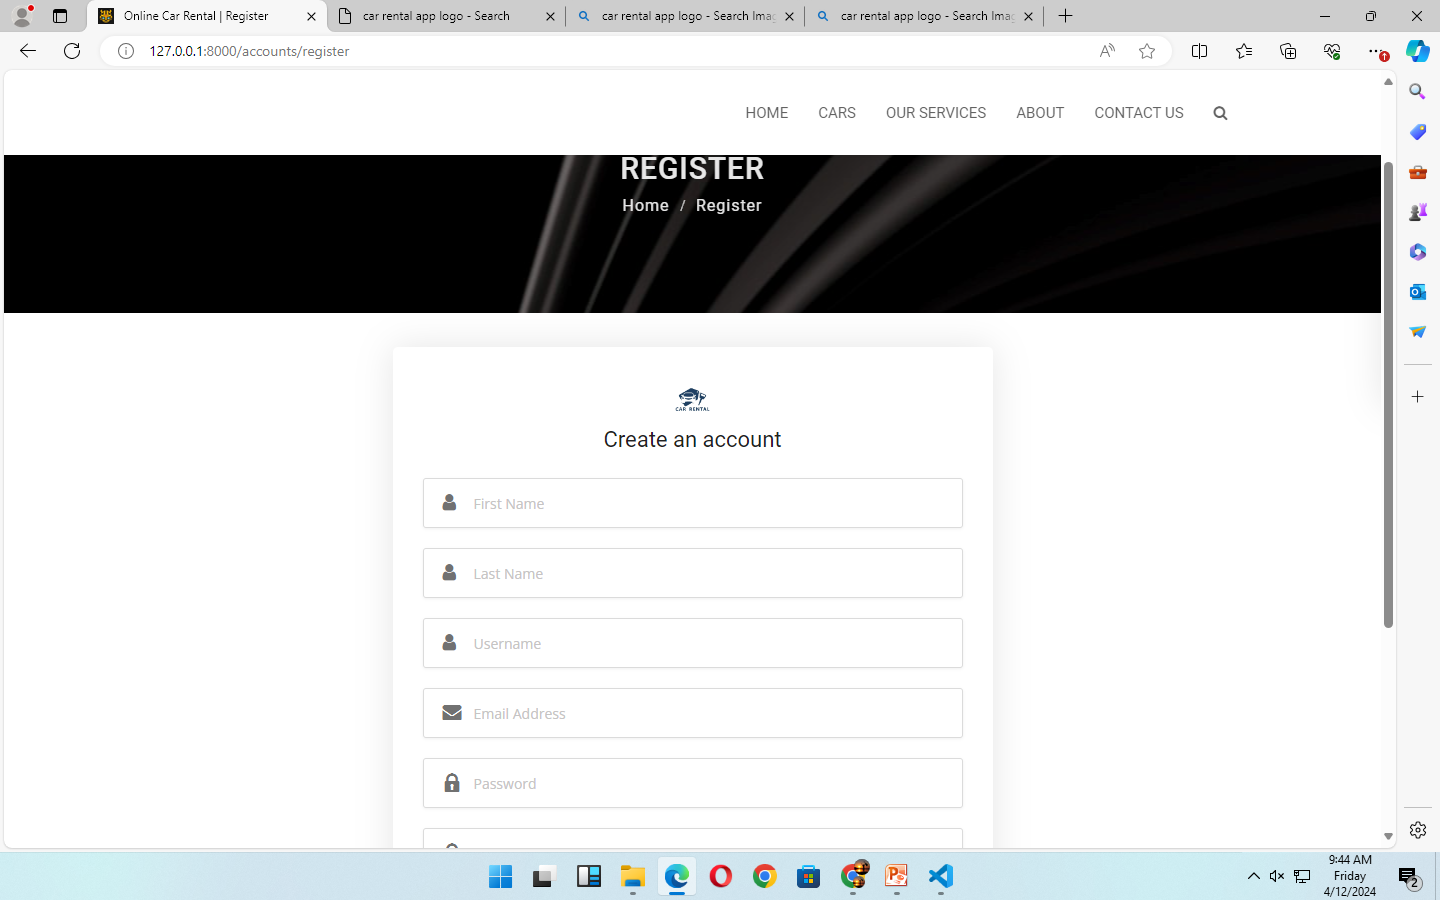 Online Car Rental | Register
car rental app logo - Search
car rental app logo - Search Imag
car rental app logo - Search Imag
127.0.0.1:8000/accounts/register
HOME CARS OUR SERVICES ABOUT CONTACT US
REGISTER
Home / Register
CAR RENTAL
Create an account
First Name
Last Name
Username
Email Address
Password
9:44 AM
Friday
4/12/2024
2